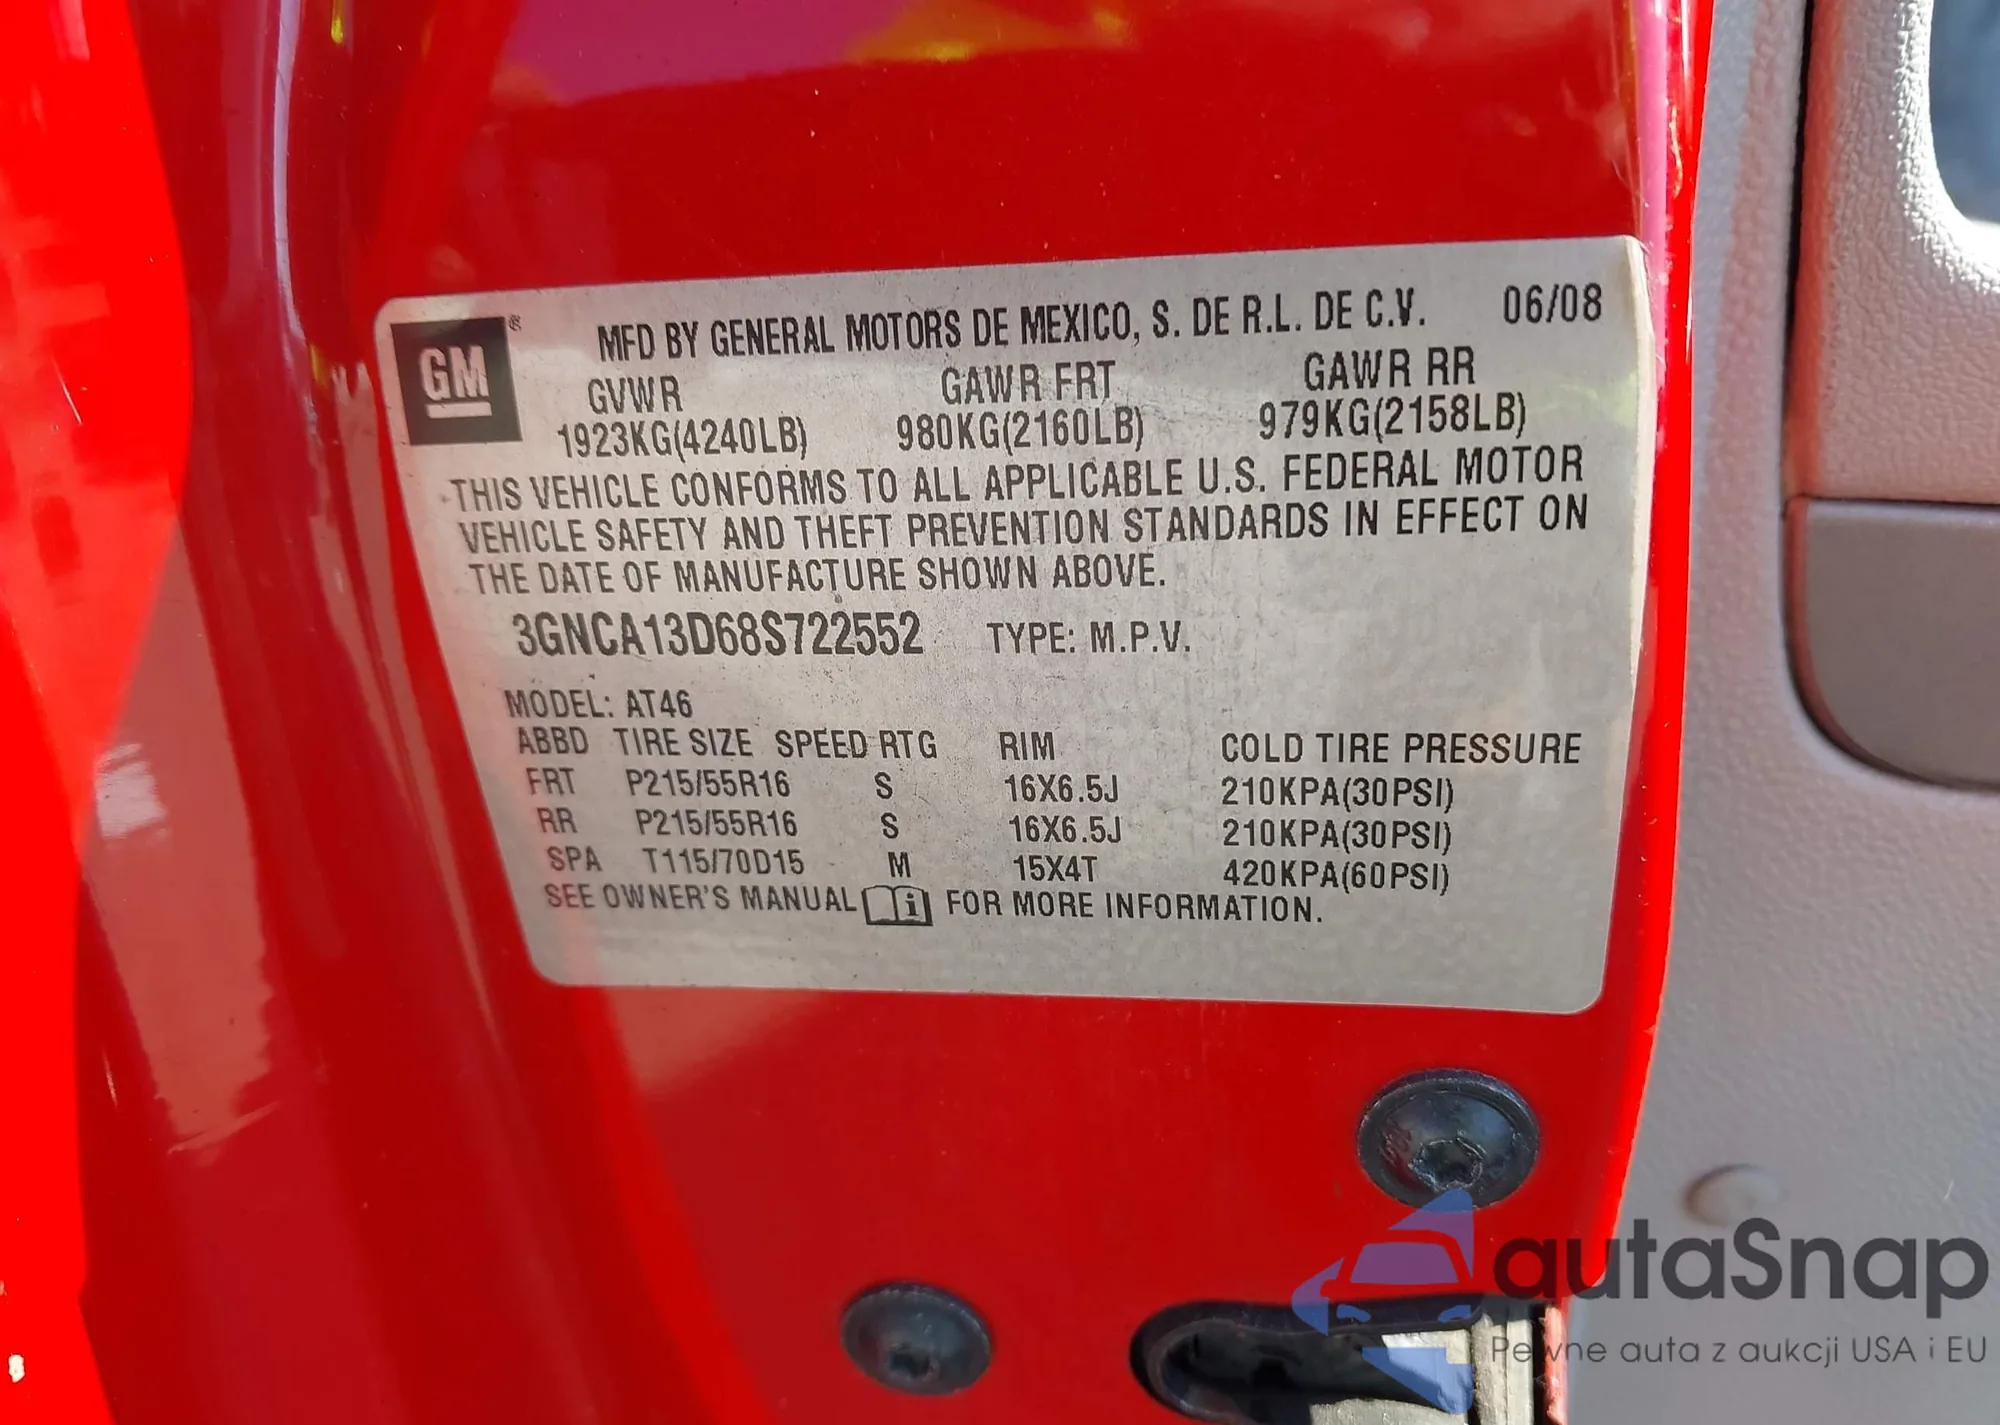 GM ®
MFD BY GENERAL MOTORS DE MEXICO, S. DE R.L. DE C.V. 06/08
GVWR GAWR FRT GAWR RR
1923KG(4240LB) 980KG(2160LB) 979KG(2158LB)
THIS VEHICLE CONFORMS TO ALL APPLICABLE U.S. FEDERAL MOTOR
VEHICLE SAFETY AND THEFT PREVENTION STANDARDS IN EFFECT ON
THE DATE OF MANUFACTURE SHOWN ABOVE.
3GNCA13D68S722552 TYPE: M.P.V.
MODEL: AT46
ABBD TIRE SIZE SPEED RTG RIM COLD TIRE PRESSURE
FRT P215/55R16 S 16X6.5J 210KPA(30PSI)
RR P215/55R16 S 16X6.5J 210KPA(30PSI)
SPA T115/70D15 M 15X4T 420KPA(60PSI)
SEE OWNER'S MANUAL i FOR MORE INFORMATION.
autaSnap
Pewne auta z aukcji USA i EU